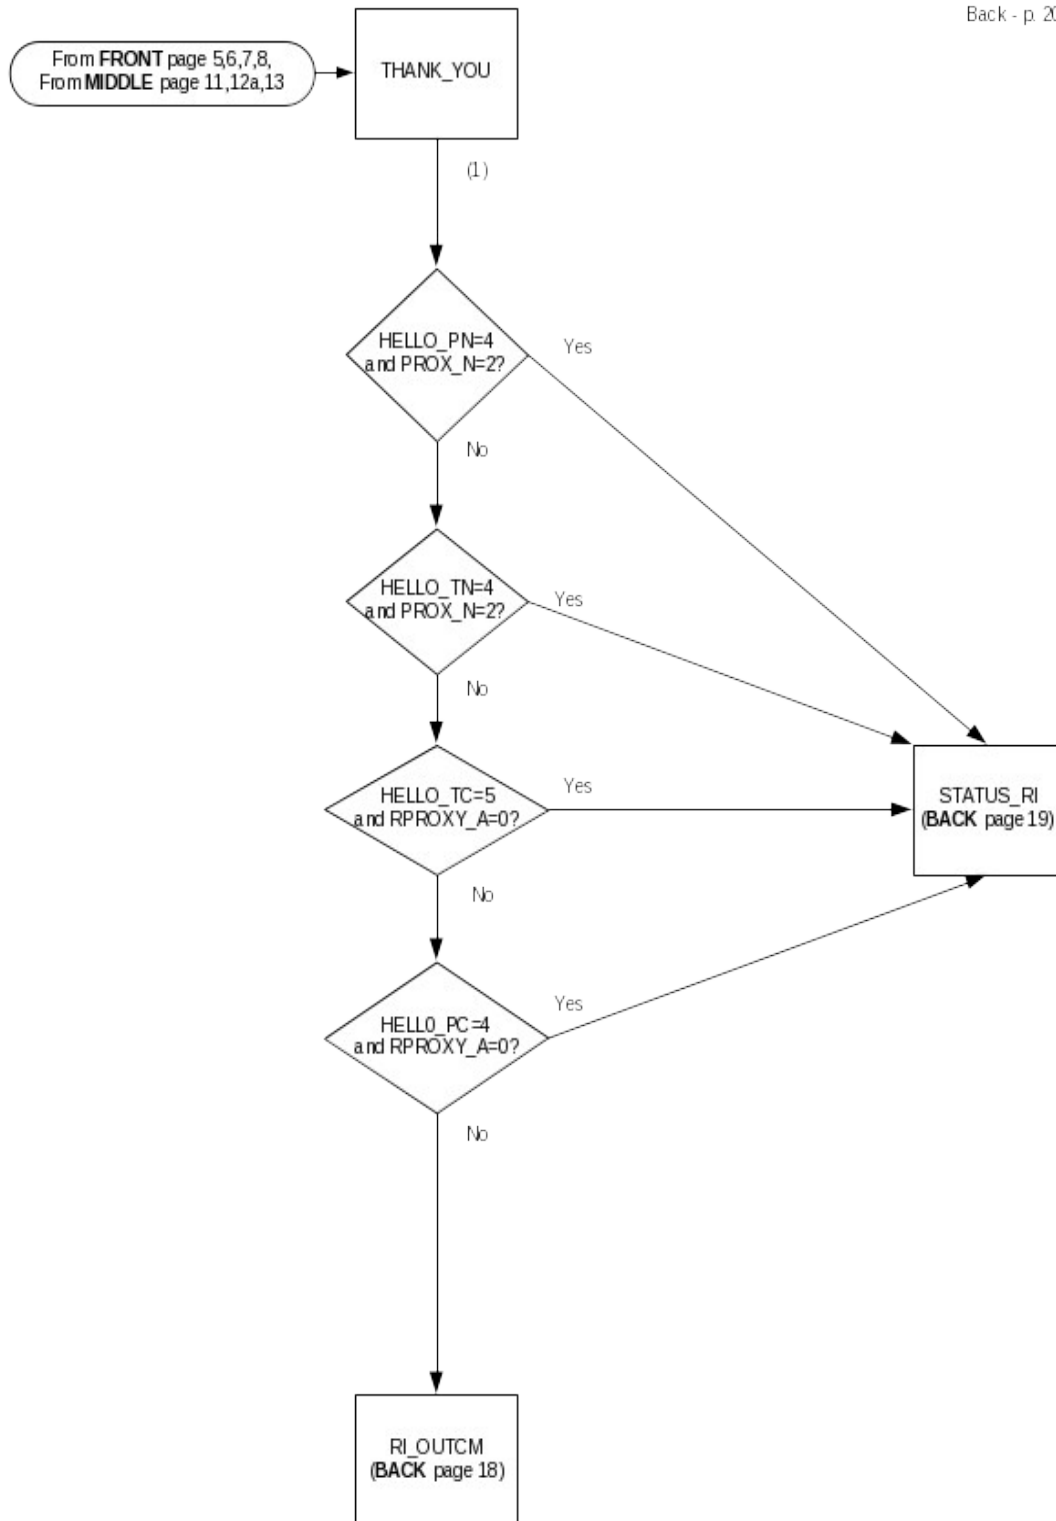 Back - p. 20
From FRONT page 5,6,7,8,
From MIDDLE page 11,12a,13
THANK_YOU
(1)
HELLO_PN=4
and PROX_N=2?
Yes
No
HELLO_TN=4
and PROX_N=2?
Yes
No
HELLO_TC=5
and RPROXY_A=0?
Yes
STATUS_RI
(BACK page 19)
No
HELL0_PC=4
and RPROXY_A=0?
Yes
No
RI_OUTCM
(BACK page 18)